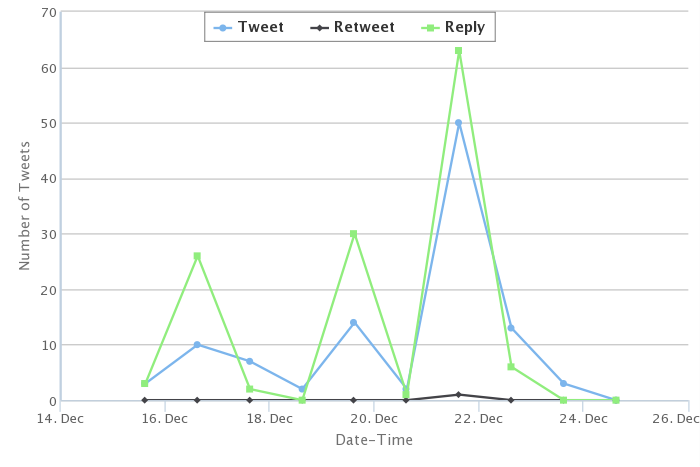 Tweet Retweet Reply
70
60
50
40
30
20
10
0
Number of Tweets
14. Dec 16. Dec 18. Dec 20. Dec 22. Dec 24. Dec 26. Dec
Date-Time